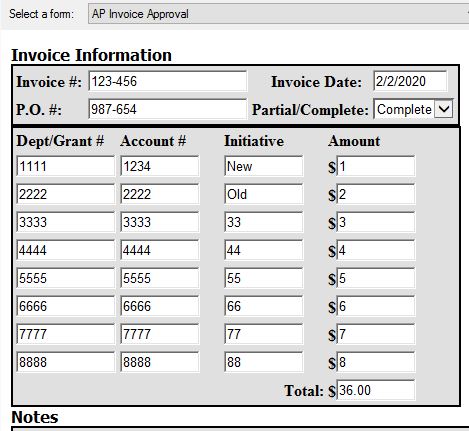 Select a form: AP Invoice Approval
Invoice Information
Invoice #: 123-456 Invoice Date: 2/2/2020
P.O. #: 987-654 Partial/Complete: Complete
Dept/Grant # Account # Initiative Amount
1111 1234 New $1
2222 2222 Old $2
3333 3333 33 $3
4444 4444 44 $4
5555 5555 55 $5
6666 6666 66 $6
7777 7777 77 $7
8888 8888 88 $8
Total: $36.00
Notes